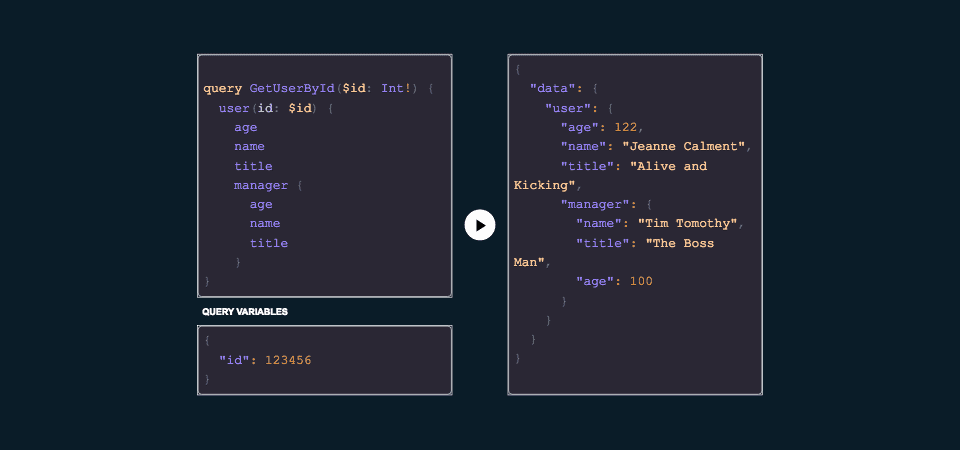 query GetUserById($id: Int!) {
  user(id: $id) {
    age
    name
    title
    manager {
      age
      name
      title
    }
}
QUERY VARIABLES
{
  "id": 123456
}
{
  "data": {
    "user": {
      "age": 122,
      "name": "Jeanne Calment",
      "title": "Alive and
Kicking",
      "manager": {
        "name": "Tim Tomothy",
        "title": "The Boss
Man",
        "age": 100
      }
    }
  }
}